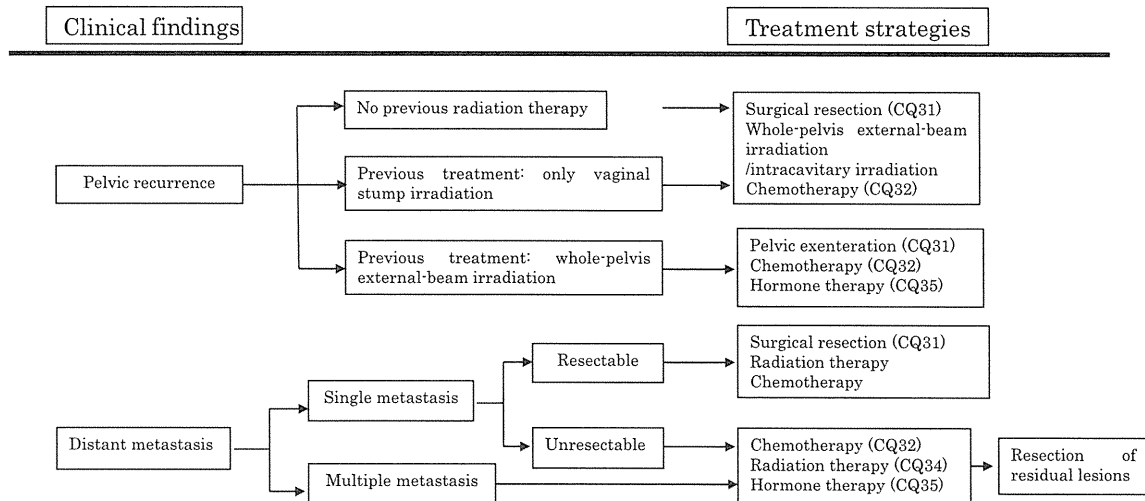 Clinical findings
Treatment strategies
No previous radiation therapy
Surgical resection (CQ31)
Whole-pelvis external-beam
irradiation
/intracavitary irradiation
Chemotherapy (CQ32)
Pelvic recurrence
Previous treatment: only vaginal
stump irradiation
Previous treatment: whole-pelvis
external-beam irradiation
Pelvic exenteration (CQ31)
Chemotherapy (CQ32)
Hormone therapy (CQ35)
Distant metastasis
Single metastasis
Resectable
Surgical resection (CQ31)
Radiation therapy
Chemotherapy
Unresectable
Multiple metastasis
Chemotherapy (CQ32)
Radiation therapy (CQ34)
Hormone therapy (CQ35)
Resection of
residual lesions